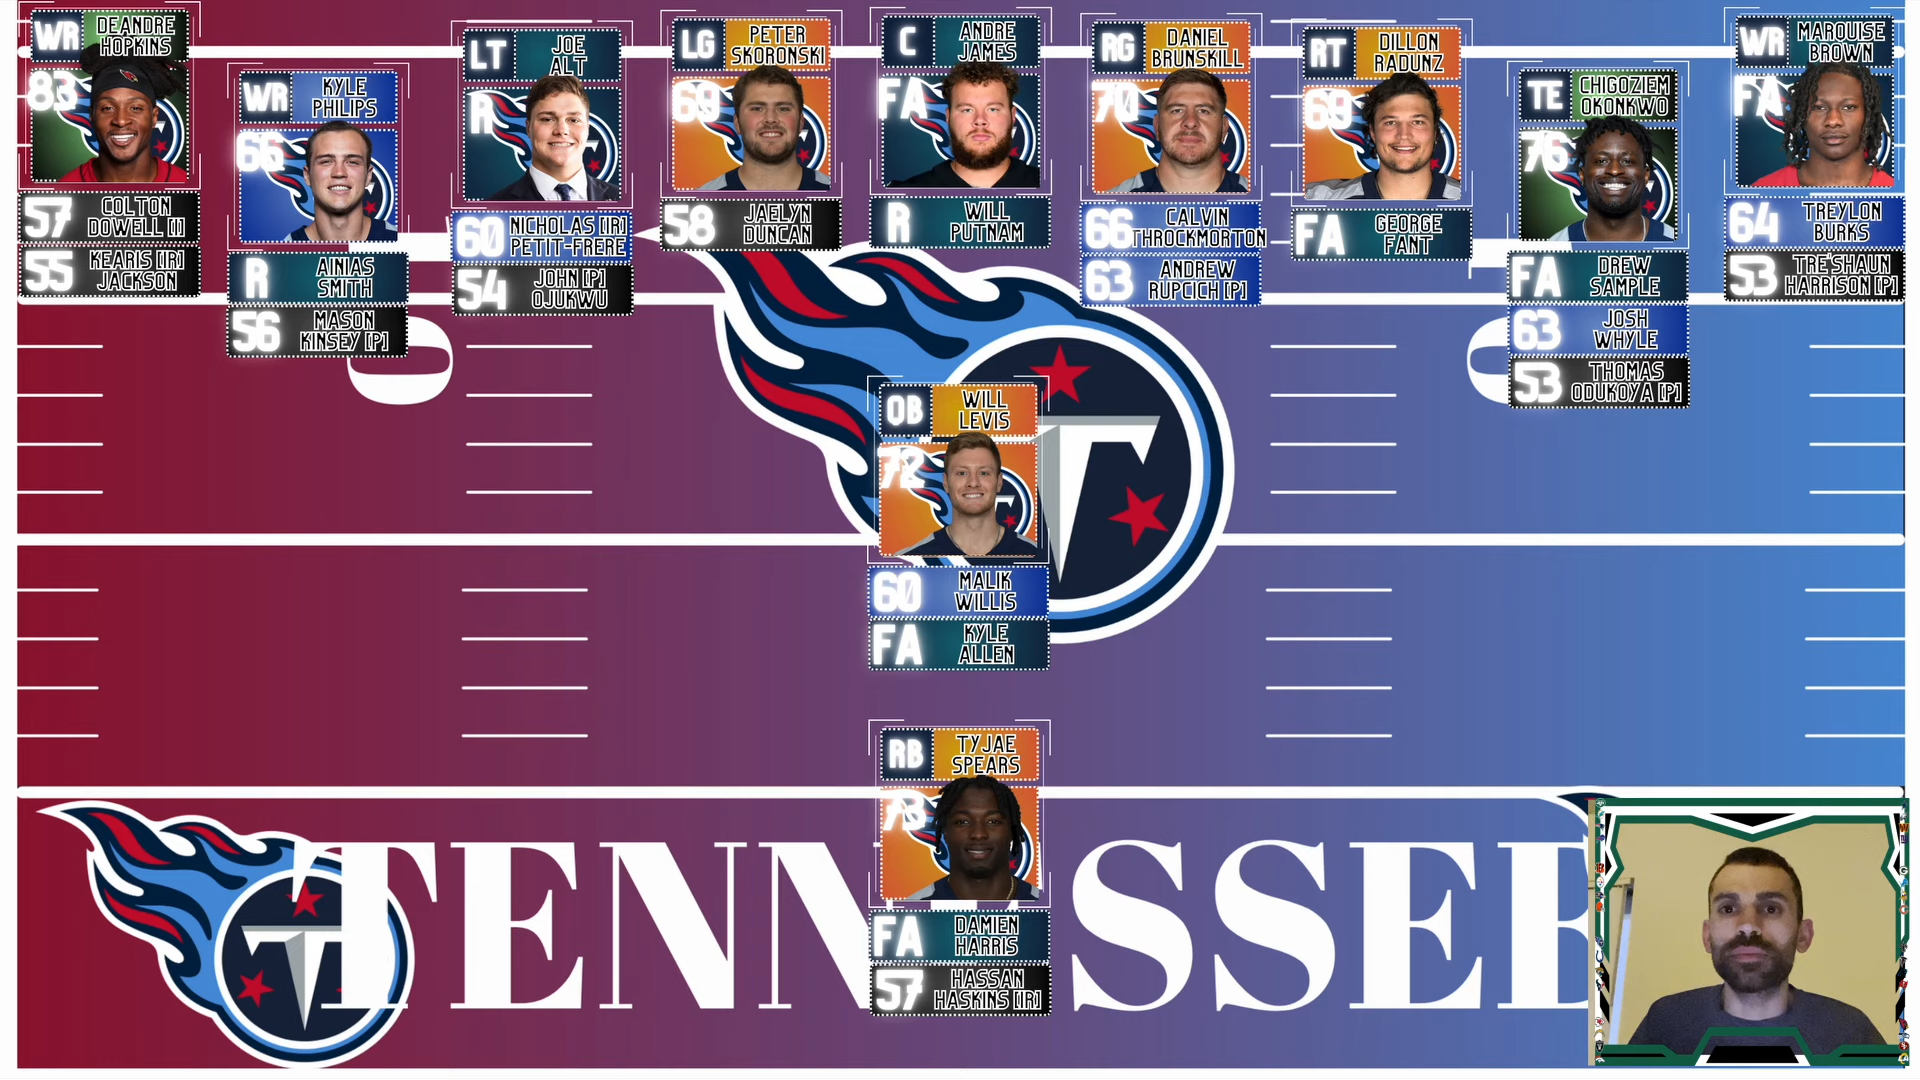 WR DEANDRE
HOPKINS
83
57 COLTON
DOWELL [I]
55 KEARIS [IR]
JACKSON
WR KYLE
PHILIPS
66
R AINIAS
SMITH
56 MASON
KINSEY [P]
LT JOE
ALT
R
60 NICHOLAS [IR]
PETIT-FRERE
54 JOHN [P]
OJUKWU
LG PETER
SKORONSKI
69
58 JAELYN
DUNCAN
C ANDRE
JAMES
FA
R WILL
PUTNAM
RG DANIEL
BRUNSKILL
70
66 CALVIN
THROCKMORTON
63 ANDREW
RUPCICH [P]
RT DILLON
RADUNZ
69
FA GEORGE
FANT
TE CHIGOZIEM
OKONKWO
76
FA DREW
SAMPLE
63 JOSH
WHYLE
53 THOMAS
ODUKOYA [P]
WR MARQUISE
BROWN
FA
64 TREYLON
BURKS
53 TRE'SHAUN
HARRISON [P]
QB WILL
LEVIS
72
60 MALIK
WILLIS
FA KYLE
ALLEN
RB TYJAE
SPEARS
73
FA DAMIEN
HARRIS
57 HASSAN
HASKINS [IR]